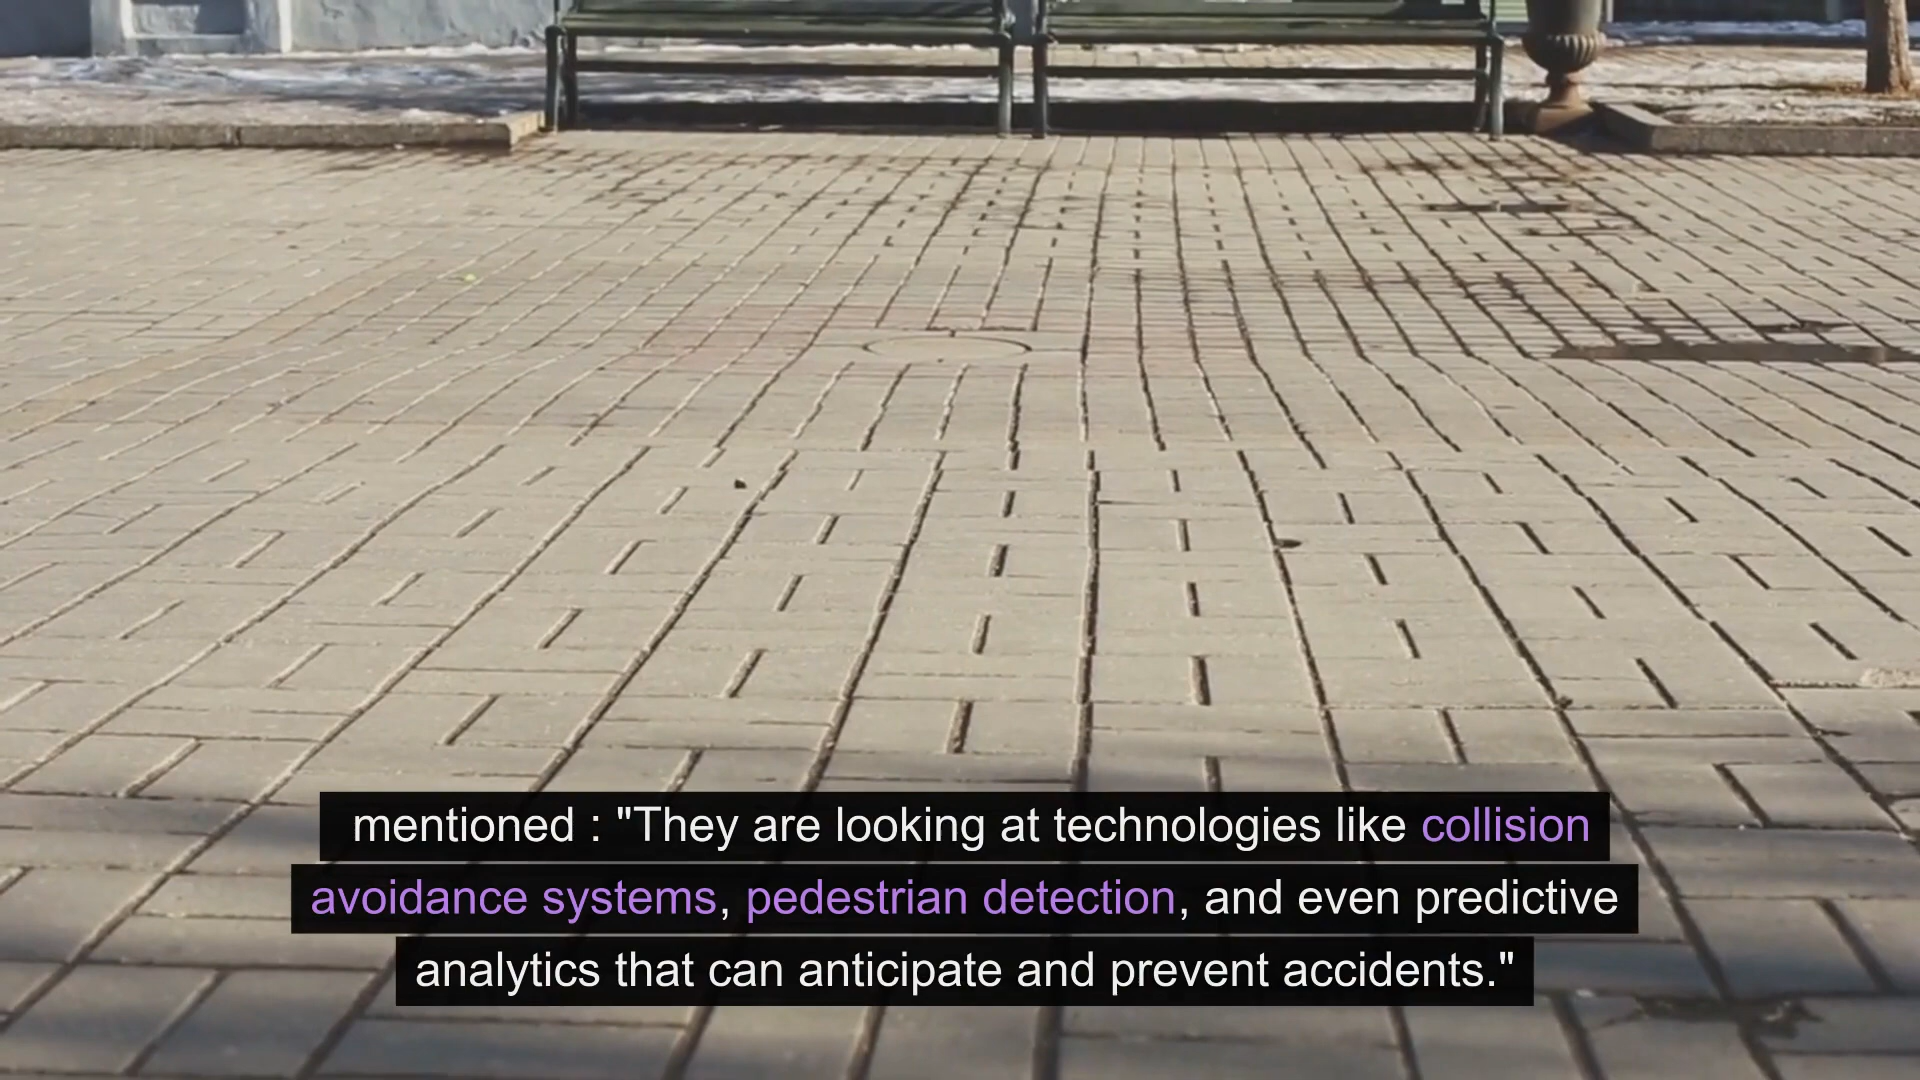 mentioned : "They are looking at technologies like collision
avoidance systems, pedestrian detection, and even predictive
analytics that can anticipate and prevent accidents."